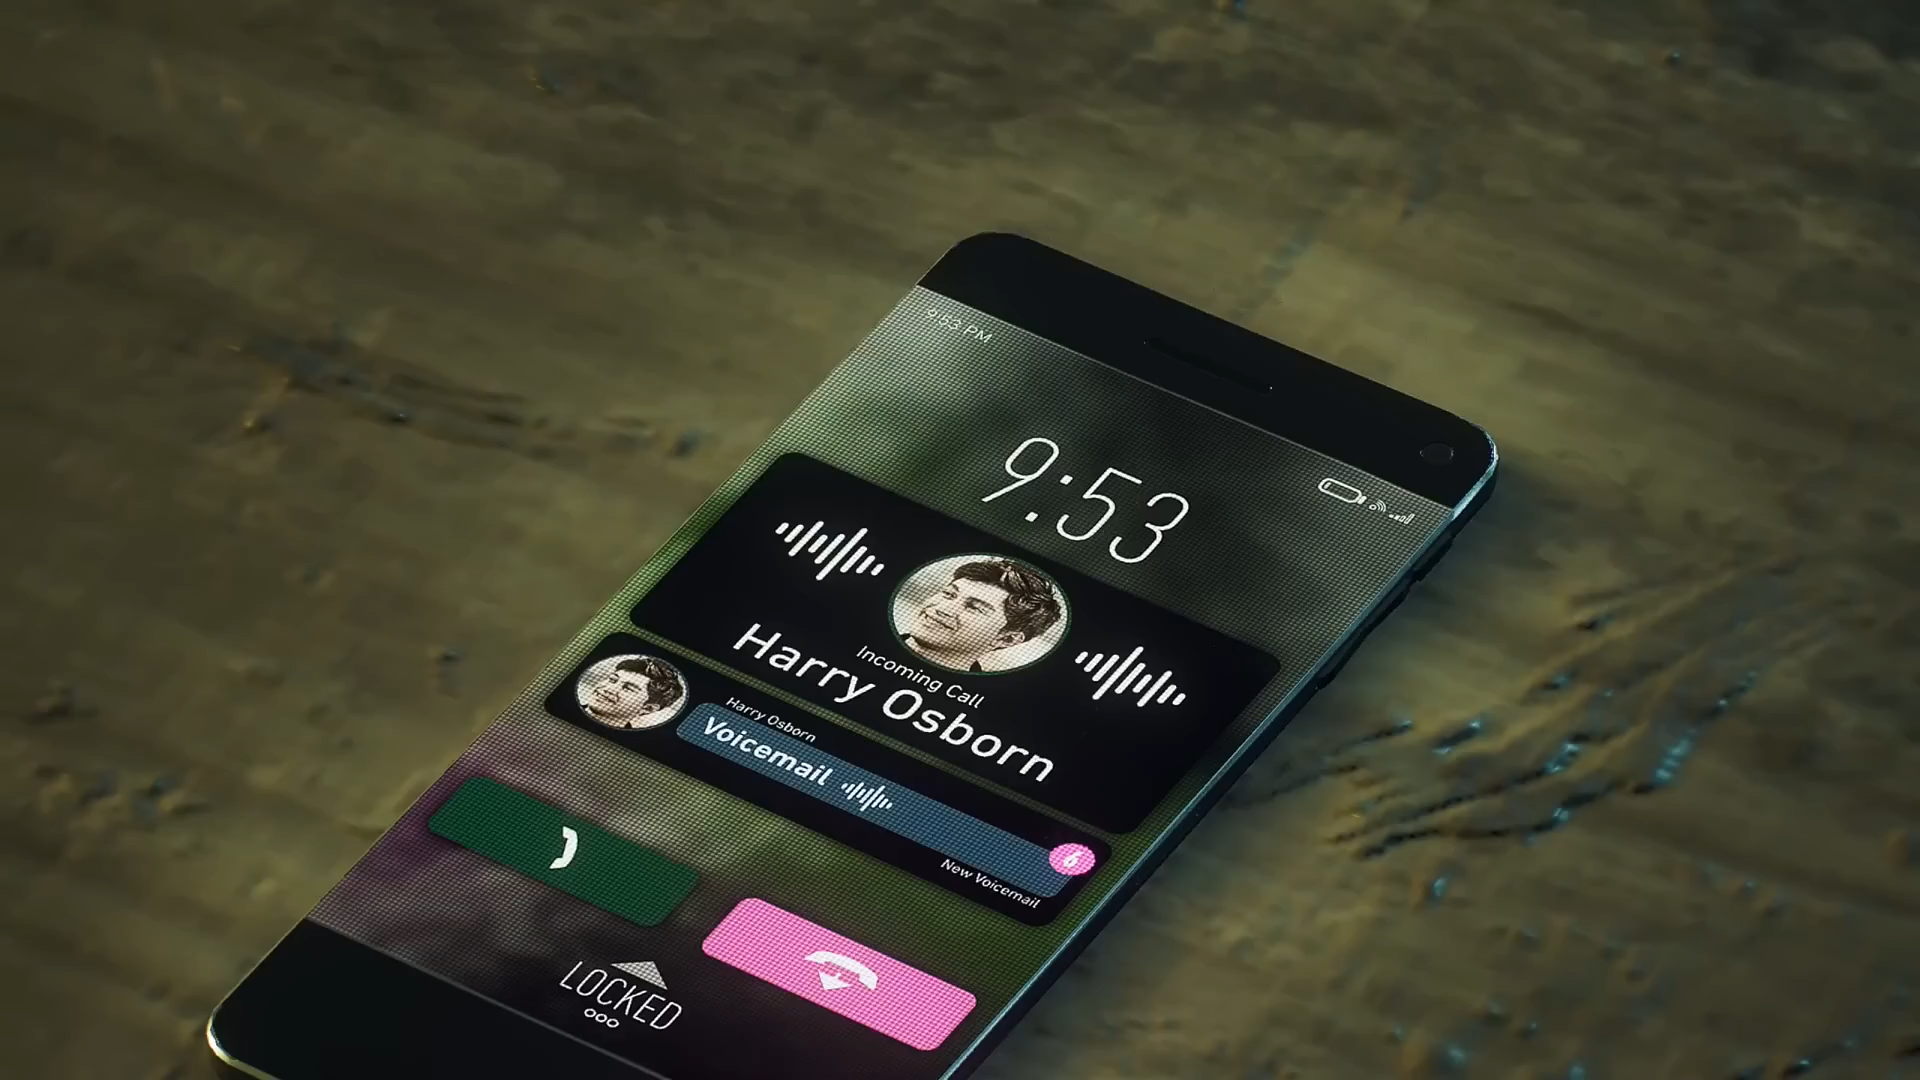 9:53 PM
9:53
Incoming Call
Harry Osborn
Harry Osborn
Voicemail
6
New Voicemail
LOCKED